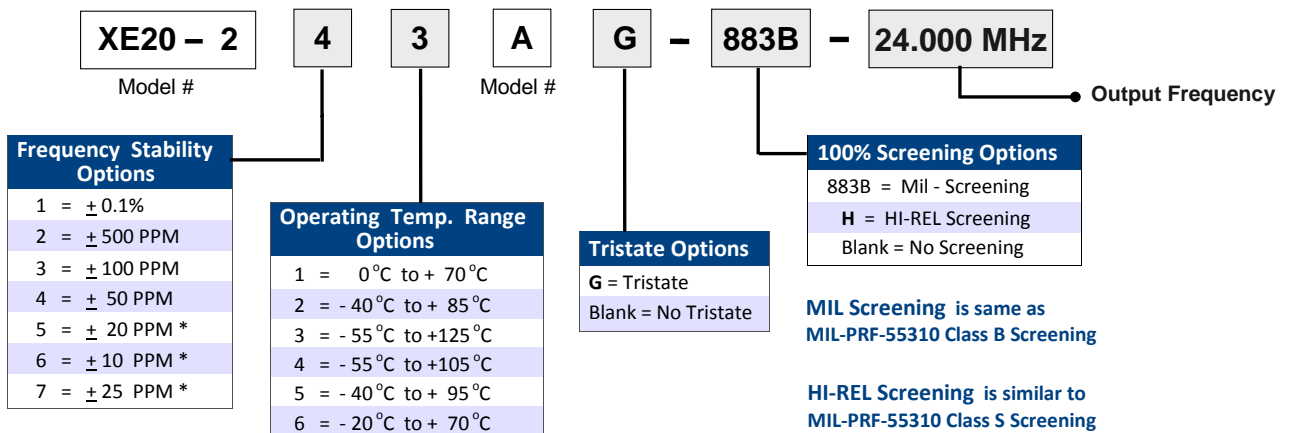 XE20 – 2 4 3 A G – 883B – 24.000 MHz
Model # Model #
Output Frequency
Frequency Stability
Options
1 = ± 0.1%
2 = ± 500 PPM
3 = ± 100 PPM
4 = ± 50 PPM
5 = ± 20 PPM *
6 = ± 10 PPM *
7 = ± 25 PPM *
Operating Temp. Range
Options
1 = 0 °C to + 70 °C
2 = - 40 °C to + 85 °C
3 = - 55 °C to +125 °C
4 = - 55 °C to +105 °C
5 = - 40 °C to + 95 °C
6 = - 20 °C to + 70 °C
Tristate Options
G = Tristate
Blank = No Tristate
100% Screening Options
883B = Mil - Screening
H = HI-REL Screening
Blank = No Screening
MIL Screening is same as
MIL-PRF-55310 Class B Screening
HI-REL Screening is similar to
MIL-PRF-55310 Class S Screening